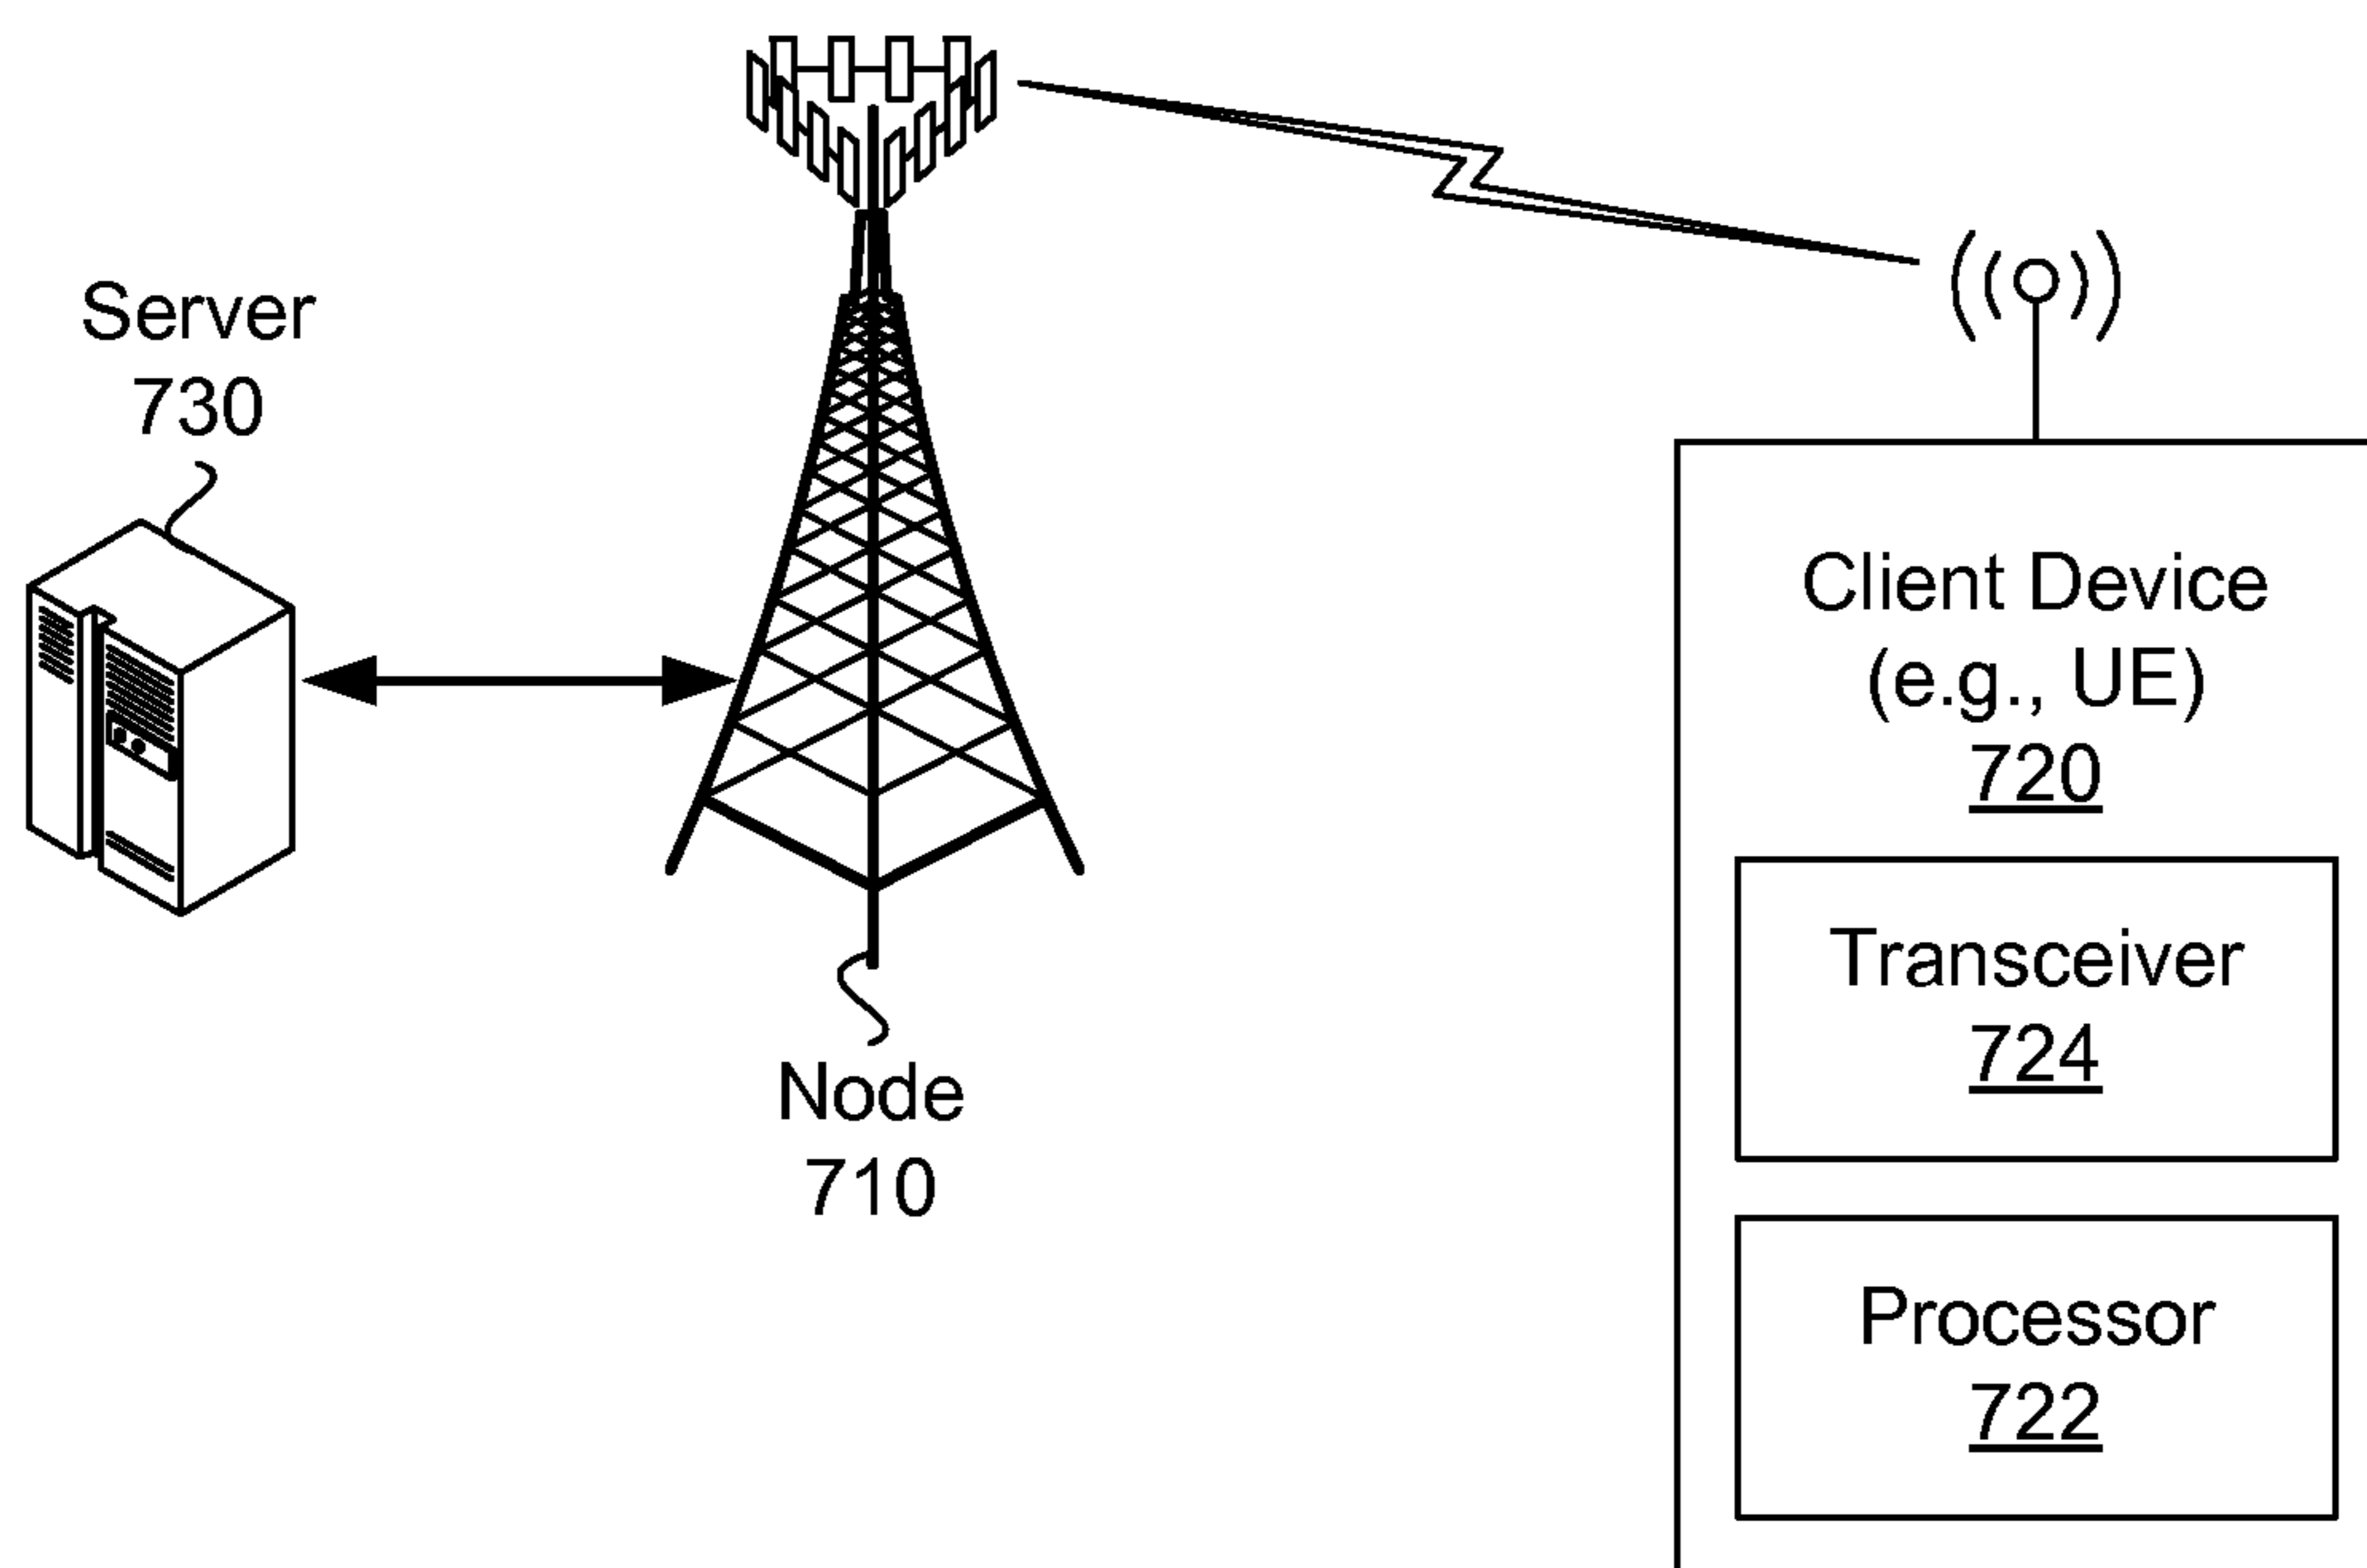 Server
730
Node
710
Client Device
(e.g., UE)
720
Transceiver
724
Processor
722